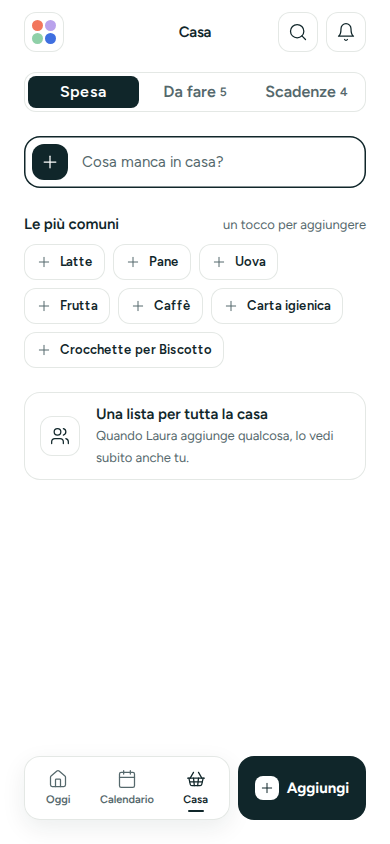 Casa
Spesa
Da fare 5
Scadenze 4
Cosa manca in casa?
Le più comuni
un tocco per aggiungere
Latte
Pane
Uova
Frutta
Caffè
Carta igienica
Crocchette per Biscotto
Una lista per tutta la casa
Quando Laura aggiunge qualcosa, lo vedi
subito anche tu.
Oggi
Calendario
Casa
Aggiungi